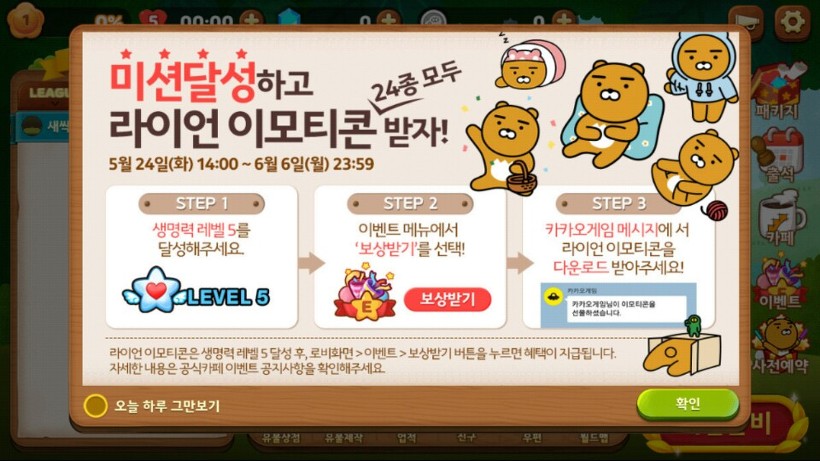 1
5
00:00
0
0
LEAGU
새싹
미션달성하고
24종 모두
라이언 이모티콘 받자!
5월 24일(화) 14:00 ~ 6월 6일(월) 23:59
STEP 1
생명력 레벨 5를
달성해주세요.
LEVEL 5
STEP 2
이벤트 메뉴에서
'보상받기'를 선택!
E
보상받기
STEP 3
카카오게임 메시지에 서
라이언 이모티콘을
다운로드 받아주세요!
카카오게임
카카오게임님이 이모티콘을
선물하셨습니다.
라이언 이모티콘은 생명력 레벨 5 달성 후, 로비화면 > 이벤트 > 보상받기 버튼을 누르면 혜택이 지급됩니다.
자세한 내용은 공식카페 이벤트 공지사항을 확인해주세요.
오늘 하루 그만보기
확인
패키지
출석
카페
이벤트
사전예약
유물상점
유물제작
업적
친구
우편
월드맵
비